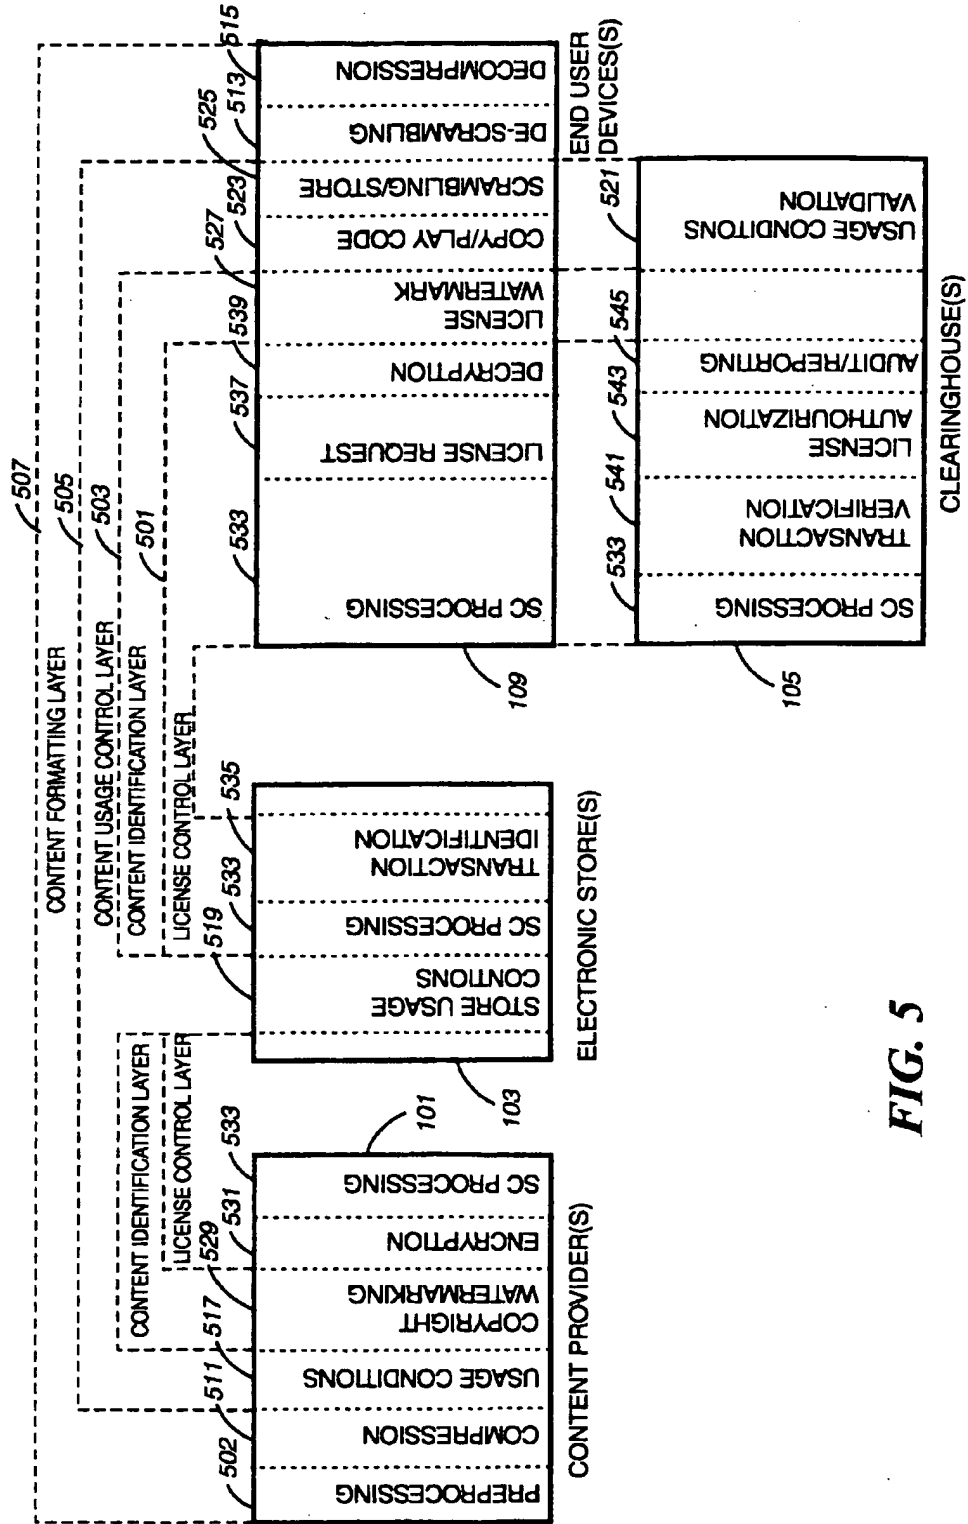 507
CONTENT FORMATTING LAYER
505
CONTENT USAGE CONTROL LAYER
503
CONTENT IDENTIFICATION LAYER
501
LICENSE CONTROL LAYER
CONTENT IDENTIFICATION LAYER
LICENSE CONTROL LAYER
502
511
517
529
531
533
101
PREPROCESSING
COMPRESSION
USAGE CONDITIONS
COPYRIGHT
WATERMARKING
ENCRYPTION
SC PROCESSING
CONTENT PROVIDER(S)
519
533
535
103
STORE USAGE
CONTIONS
SC PROCESSING
TRANSACTION
IDENTIFICATION
ELECTRONIC STORE(S)
533
537
539
527
523
525
513
515
109
SC PROCESSING
LICENSE REQUEST
DECRYPTION
LICENSE
WATERMARK
COPY/PLAY CODE
SCRAMBLING/STORE
DE-SCRAMBLING
DECOMPRESSION
END USER
DEVICES(S)
533
541
543
545
521
105
SC PROCESSING
TRANSACTION
VERIFICATION
LICENSE
AUTHOURIZATION
AUDIT/REPORTING
USAGE CONDITONS
VALIDATION
CLEARINGHOUSE(S)
FIG. 5